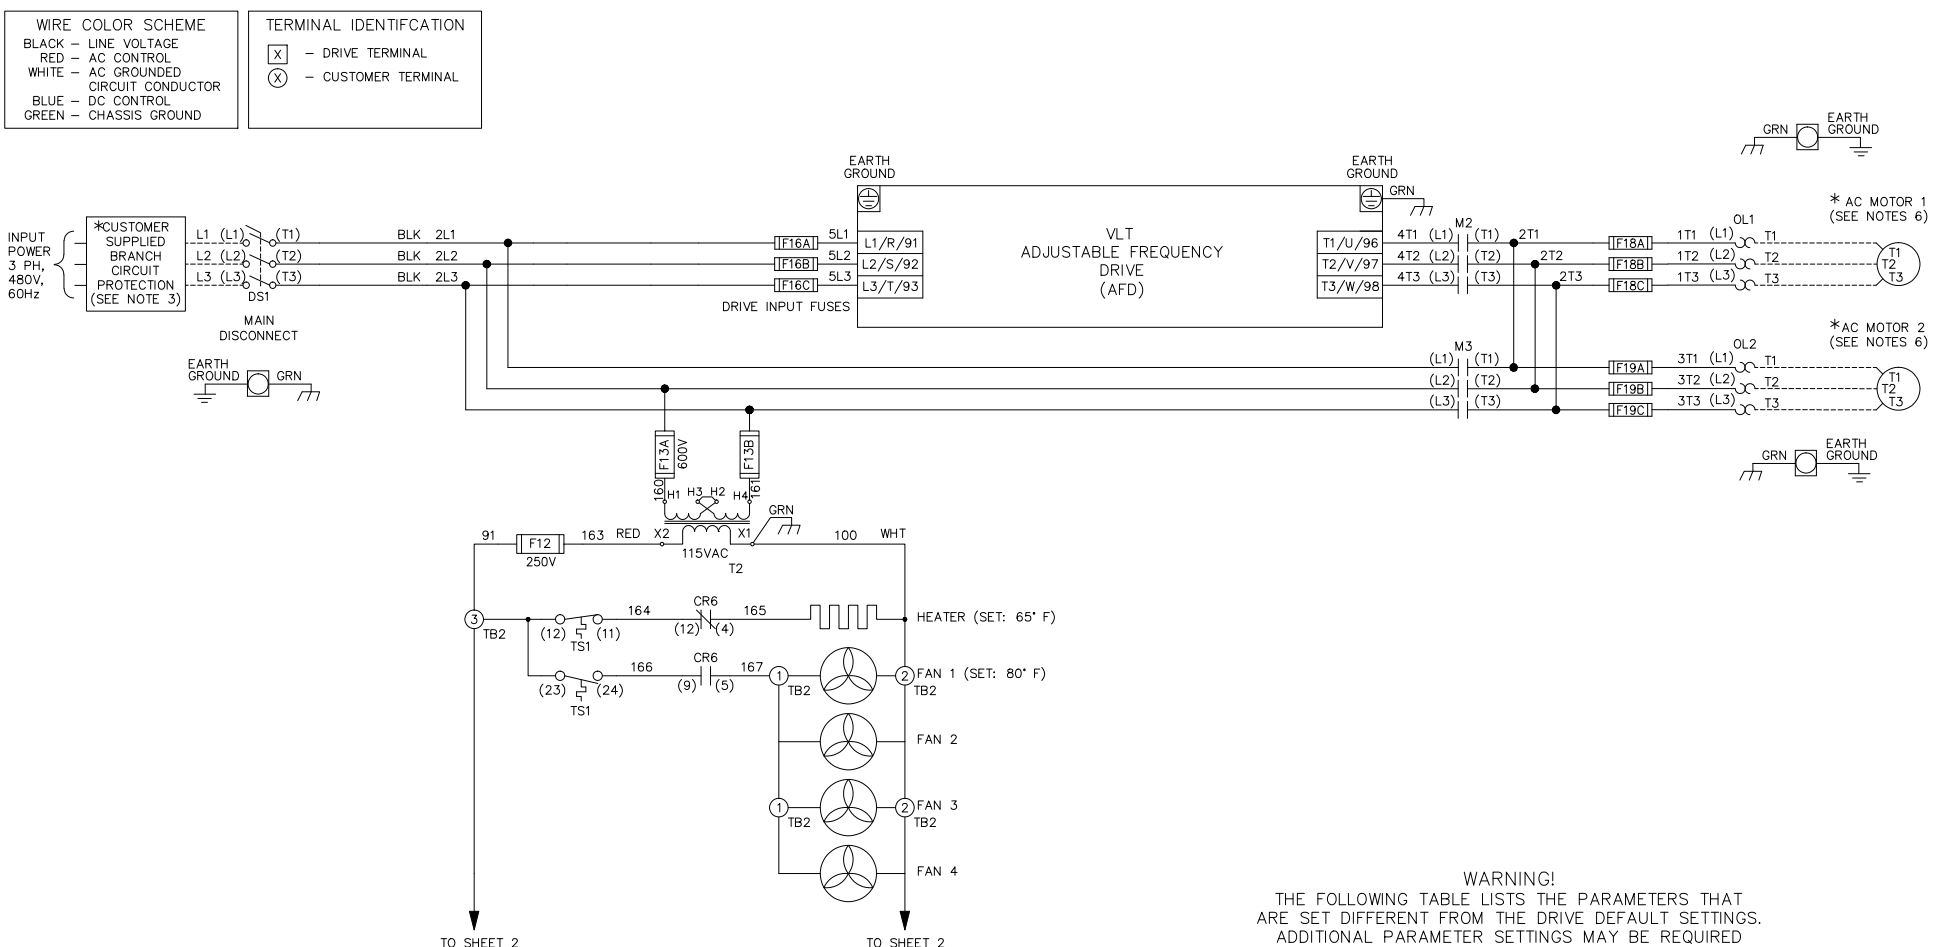 WIRE COLOR SCHEME
BLACK – LINE VOLTAGE
RED – AC CONTROL
WHITE – AC GROUNDED
CIRCUIT CONDUCTOR
BLUE – DC CONTROL
GREEN – CHASSIS GROUND
TERMINAL IDENTIFCATION
X – DRIVE TERMINAL
X – CUSTOMER TERMINAL
INPUT
POWER
3 PH,
480V,
60Hz
*CUSTOMER
SUPPLIED
BRANCH
CIRCUIT
PROTECTION
(SEE NOTE 3)
L1 (L1) (T1) BLK 2L1
L2 (L2) (T2) BLK 2L2
L3 (L3) (T3) BLK 2L3
DS1
MAIN
DISCONNECT
EARTH
GROUND GRN
F16A 5L1
F16B 5L2
F16C 5L3
DRIVE INPUT FUSES
EARTH
GROUND
L1/R/91
L2/S/92
L3/T/93
VLT
ADJUSTABLE FREQUENCY
DRIVE
(AFD)
EARTH
GROUND
GRN
T1/U/96
T2/V/97
T3/W/98
M2
4T1 (L1) (T1) 2T1
4T2 (L2) (T2) 2T2
4T3 (L3) (T3) 2T3
OL1
F18A 1T1 (L1) T1
F18B 1T2 (L2) T2
F18C 1T3 (L3) T3
GRN EARTH
GROUND
* AC MOTOR 1
(SEE NOTES 6)
T1
T2
T3
M3
(L1) (T1)
(L2) (T2)
(L3) (T3)
OL2
F19A 3T1 (L1) T1
F19B 3T2 (L2) T2
F19C 3T3 (L3) T3
*AC MOTOR 2
(SEE NOTES 6)
T1
T2
T3
GRN EARTH
GROUND
F13A
600V
F13B
160
161
H1 H3 H2 H4
GRN
91 F12 163 RED X2 X1 100 WHT
250V
115VAC
T2
3
TB2
(12) (11)
TS1
164
CR6
(12) (4)
165
HEATER (SET: 65° F)
(23) (24)
TS1
166
CR6
(9) (5)
167
1
TB2
2
TB2
FAN 1 (SET: 80° F)
FAN 2
1
TB2
2
TB2
FAN 3
FAN 4
TO SHEET 2
TO SHEET 2
WARNING!
THE FOLLOWING TABLE LISTS THE PARAMETERS THAT
ARE SET DIFFERENT FROM THE DRIVE DEFAULT SETTINGS.
ADDITIONAL PARAMETER SETTINGS MAY BE REQUIRED